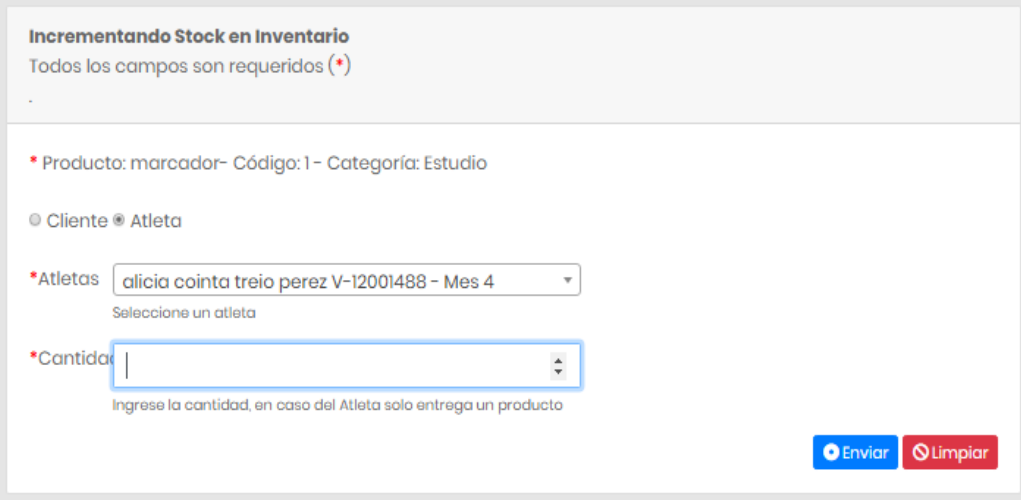 Incrementando Stock en Inventario
Todos los campos son requeridos (*)
.
* Producto: marcador- Código: 1 - Categoría: Estudio
Cliente Atleta
*Atletas alicia cointa treio perez V-12001488 - Mes 4
Seleccione un atleta
*Cantidad
Ingrese la cantidad, en caso del Atleta solo entrega un producto
Enviar Limpiar